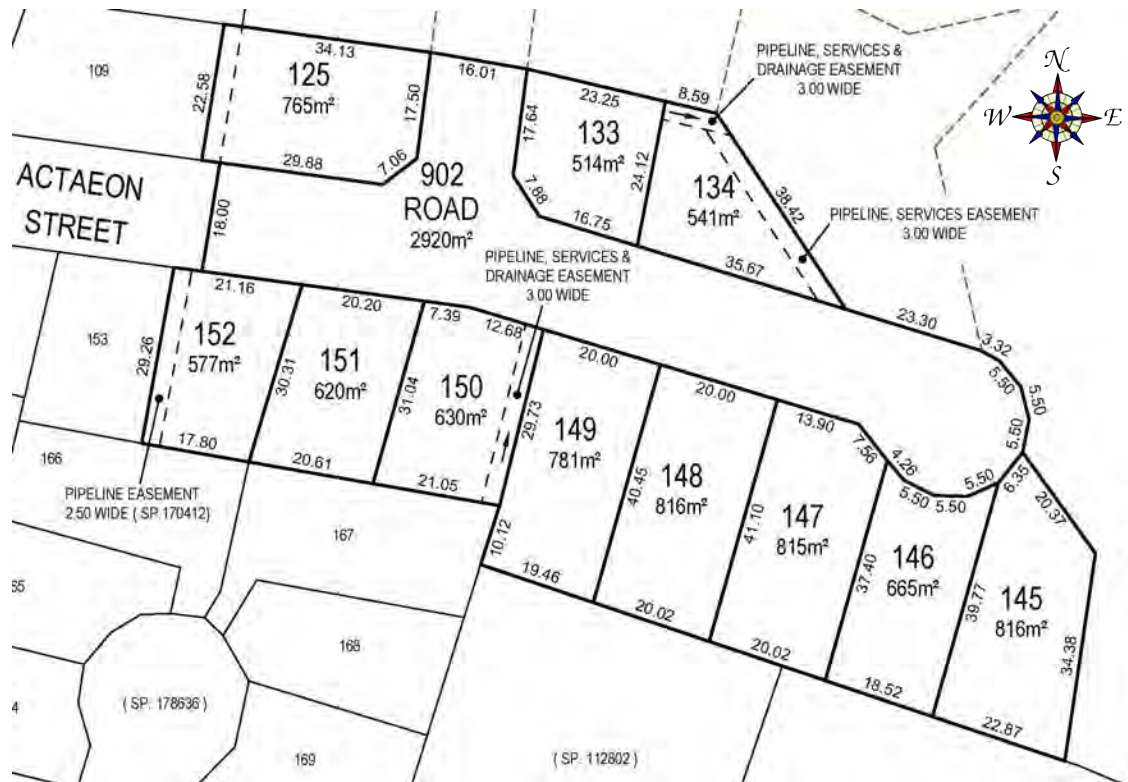 34.13
109
125
765m²
22.58
17.50
29.68
7.06
16.01
PIPELINE, SERVICES &
DRAINAGE EASEMENT
3.00 WIDE
N
W
E
S
8.59
23.25
17.64
133
514m²
24.12
7.88
16.75
134
541m²
38.42
35.67
PIPELINE, SERVICES EASEMENT
3.00 WIDE
ACTAEON
STREET
18.00
902
ROAD
2920m²
PIPELINE, SERVICES &
DRAINAGE EASEMENT
3.00 WIDE
23.30
3.32
5.50
5.50
5.50
6.35
5.50
5.50
5.50
4.26
7.56
21.16
20.20
7.39
12.68
20.00
20.00
13.90
153
29.26
152
577m²
30.31
151
620m²
31.04
150
630m²
29.73
149
781m²
40.45
148
816m²
41.10
147
815m²
37.40
146
665m²
39.77
145
816m²
20.37
34.38
17.80
20.61
21.05
10.12
19.46
20.02
20.02
18.52
22.87
166
PIPELINE EASEMENT
2.50 WIDE ( SP. 170412)
167
65
168
4
( SP. 178636 )
169
( SP. 112802 )